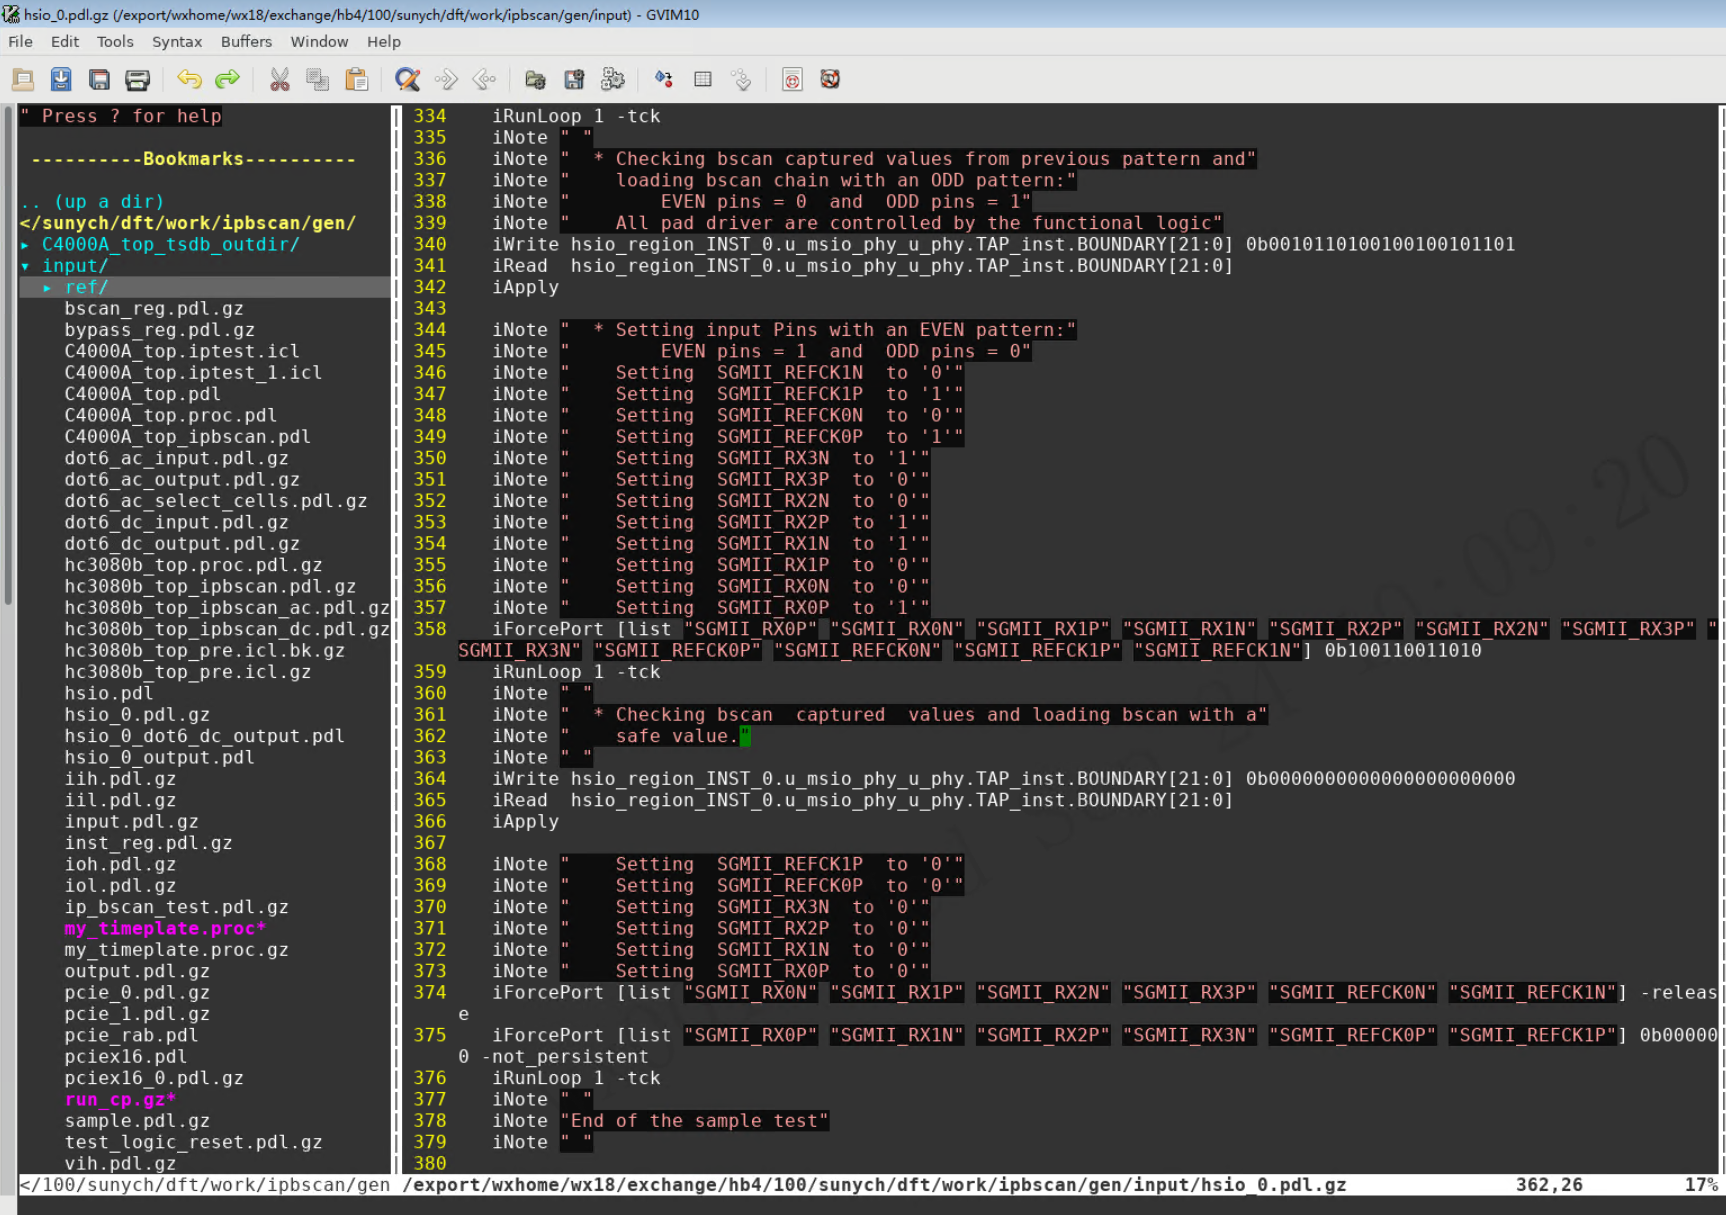 hsio_0.pdl.gz (/export/wxhome/wx18/exchange/hb4/100/sunych/dft/work/ipbscan/gen/input) - GVIM10
File Edit Tools Syntax Buffers Window Help
" Press ? for help
----------Bookmarks----------
.. (up a dir)
</sunych/dft/work/ipbscan/gen/
▸ C4000A_top_tsdb_outdir/
▾ input/
▸ ref/
bscan_reg.pdl.gz
bypass_reg.pdl.gz
C4000A_top.iptest.icl
C4000A_top.iptest_1.icl
C4000A_top.pdl
C4000A_top.proc.pdl
C4000A_top_ipbscan.pdl
dot6_ac_input.pdl.gz
dot6_ac_output.pdl.gz
dot6_ac_select_cells.pdl.gz
dot6_dc_input.pdl.gz
dot6_dc_output.pdl.gz
hc3080b_top.proc.pdl.gz
hc3080b_top_ipbscan.pdl.gz
hc3080b_top_ipbscan_ac.pdl.gz
hc3080b_top_ipbscan_dc.pdl.gz
hc3080b_top_pre.icl.bk.gz
hc3080b_top_pre.icl.gz
hsio.pdl
hsio_0.pdl.gz
hsio_0_dot6_dc_output.pdl
hsio_0_output.pdl
iih.pdl.gz
iil.pdl.gz
input.pdl.gz
inst_reg.pdl.gz
ioh.pdl.gz
iol.pdl.gz
ip_bscan_test.pdl.gz
my_timeplate.proc*
my_timeplate.proc.gz
output.pdl.gz
pcie_0.pdl.gz
pcie_1.pdl.gz
pcie_rab.pdl
pciex16.pdl
pciex16_0.pdl.gz
run_cp.gz*
sample.pdl.gz
test_logic_reset.pdl.gz
vih.pdl.gz
334 iRunLoop 1 -tck
335 iNote " "
336 iNote "  * Checking bscan captured values from previous pattern and"
337 iNote "    loading bscan chain with an ODD pattern:"
338 iNote "        EVEN pins = 0  and  ODD pins = 1"
339 iNote "    All pad driver are controlled by the functional logic"
340 iWrite hsio_region_INST_0.u_msio_phy_u_phy.TAP_inst.BOUNDARY[21:0] 0b0010110100100100101101
341 iRead  hsio_region_INST_0.u_msio_phy_u_phy.TAP_inst.BOUNDARY[21:0]
342 iApply
343
344 iNote "  * Setting input Pins with an EVEN pattern:"
345 iNote "        EVEN pins = 1  and  ODD pins = 0"
346 iNote "    Setting  SGMII_REFCK1N  to '0'"
347 iNote "    Setting  SGMII_REFCK1P  to '1'"
348 iNote "    Setting  SGMII_REFCK0N  to '0'"
349 iNote "    Setting  SGMII_REFCK0P  to '1'"
350 iNote "    Setting  SGMII_RX3N  to '1'"
351 iNote "    Setting  SGMII_RX3P  to '0'"
352 iNote "    Setting  SGMII_RX2N  to '0'"
353 iNote "    Setting  SGMII_RX2P  to '1'"
354 iNote "    Setting  SGMII_RX1N  to '1'"
355 iNote "    Setting  SGMII_RX1P  to '0'"
356 iNote "    Setting  SGMII_RX0N  to '0'"
357 iNote "    Setting  SGMII_RX0P  to '1'"
358 iForcePort [list "SGMII_RX0P" "SGMII_RX0N" "SGMII_RX1P" "SGMII_RX1N" "SGMII_RX2P" "SGMII_RX2N" "SGMII_RX3P" "
SGMII_RX3N" "SGMII_REFCK0P" "SGMII_REFCK0N" "SGMII_REFCK1P" "SGMII_REFCK1N"] 0b100110011010
359 iRunLoop 1 -tck
360 iNote " "
361 iNote "  * Checking bscan  captured  values and loading bscan with a"
362 iNote "    safe value."
363 iNote " "
364 iWrite hsio_region_INST_0.u_msio_phy_u_phy.TAP_inst.BOUNDARY[21:0] 0b0000000000000000000000
365 iRead  hsio_region_INST_0.u_msio_phy_u_phy.TAP_inst.BOUNDARY[21:0]
366 iApply
367
368 iNote "    Setting  SGMII_REFCK1P  to '0'"
369 iNote "    Setting  SGMII_REFCK0P  to '0'"
370 iNote "    Setting  SGMII_RX3N  to '0'"
371 iNote "    Setting  SGMII_RX2P  to '0'"
372 iNote "    Setting  SGMII_RX1N  to '0'"
373 iNote "    Setting  SGMII_RX0P  to '0'"
374 iForcePort [list "SGMII_RX0N" "SGMII_RX1P" "SGMII_RX2N" "SGMII_RX3P" "SGMII_REFCK0N" "SGMII_REFCK1N"] -releas
e
375 iForcePort [list "SGMII_RX0P" "SGMII_RX1N" "SGMII_RX2P" "SGMII_RX3N" "SGMII_REFCK0P" "SGMII_REFCK1P"] 0b00000
0 -not_persistent
376 iRunLoop 1 -tck
377 iNote " "
378 iNote "End of the sample test"
379 iNote " "
380
</100/sunych/dft/work/ipbscan/gen /export/wxhome/wx18/exchange/hb4/100/sunych/dft/work/ipbscan/gen/input/hsio_0.pdl.gz 362,26 17%